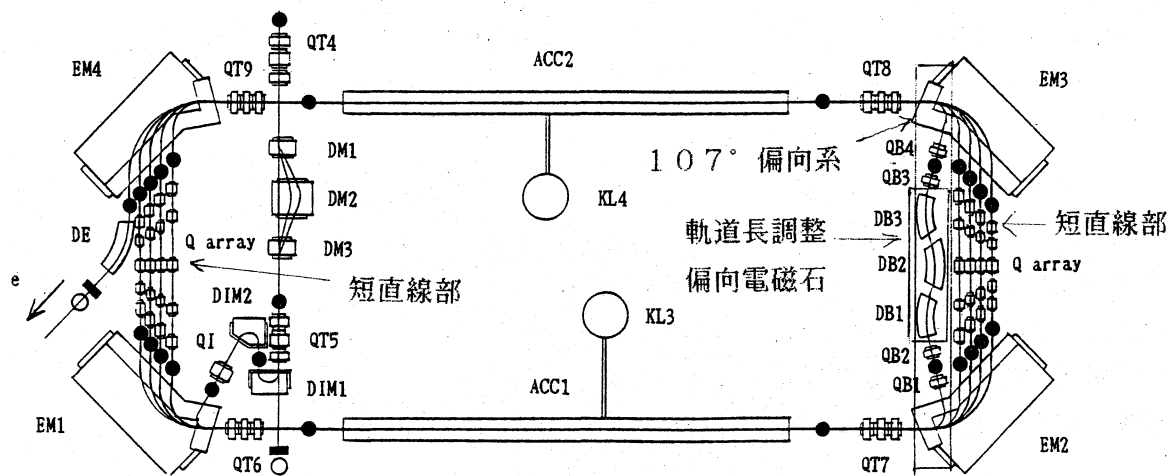 QT4
EM4
QT9
ACC2
QT8
EM3
DM1
107°偏向系
QB4
QB3
DM2
KL4
DB3
DE
Q array
DM3
軌道長調整
偏向電磁石
DB2
短直線部
Q array
e
短直線部
DIM2
KL3
DB1
QI
QT5
QB2
DIM1
ACC1
QB1
EM1
QT6
QT7
EM2